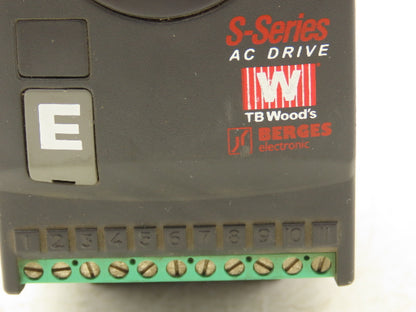 S-Series
AC DRIVE
W
TB Wood's
BERGES
electronic
E
1 2 3 4 5 6 7 8 9 10 11